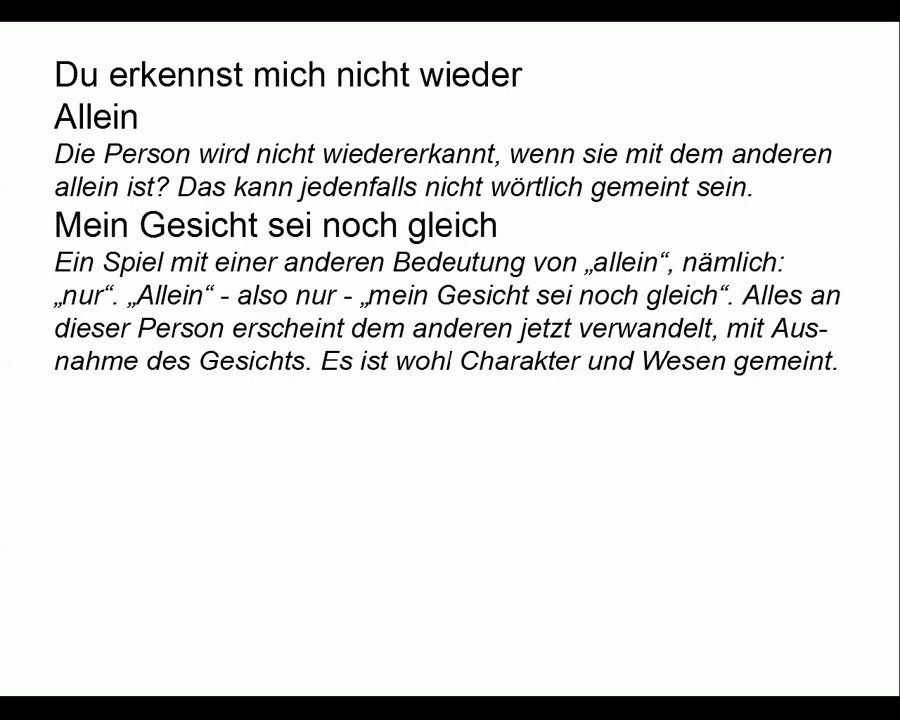 Du erkennst mich nicht wieder
Allein
Die Person wird nicht wiedererkannt, wenn sie mit dem anderen
allein ist? Das kann jedenfalls nicht wörtlich gemeint sein.
Mein Gesicht sei noch gleich
Ein Spiel mit einer anderen Bedeutung von „allein“, nämlich:
„nur“. „Allein“ - also nur - „mein Gesicht sei noch gleich“. Alles an
dieser Person erscheint dem anderen jetzt verwandelt, mit Aus-
nahme des Gesichts. Es ist wohl Charakter und Wesen gemeint.